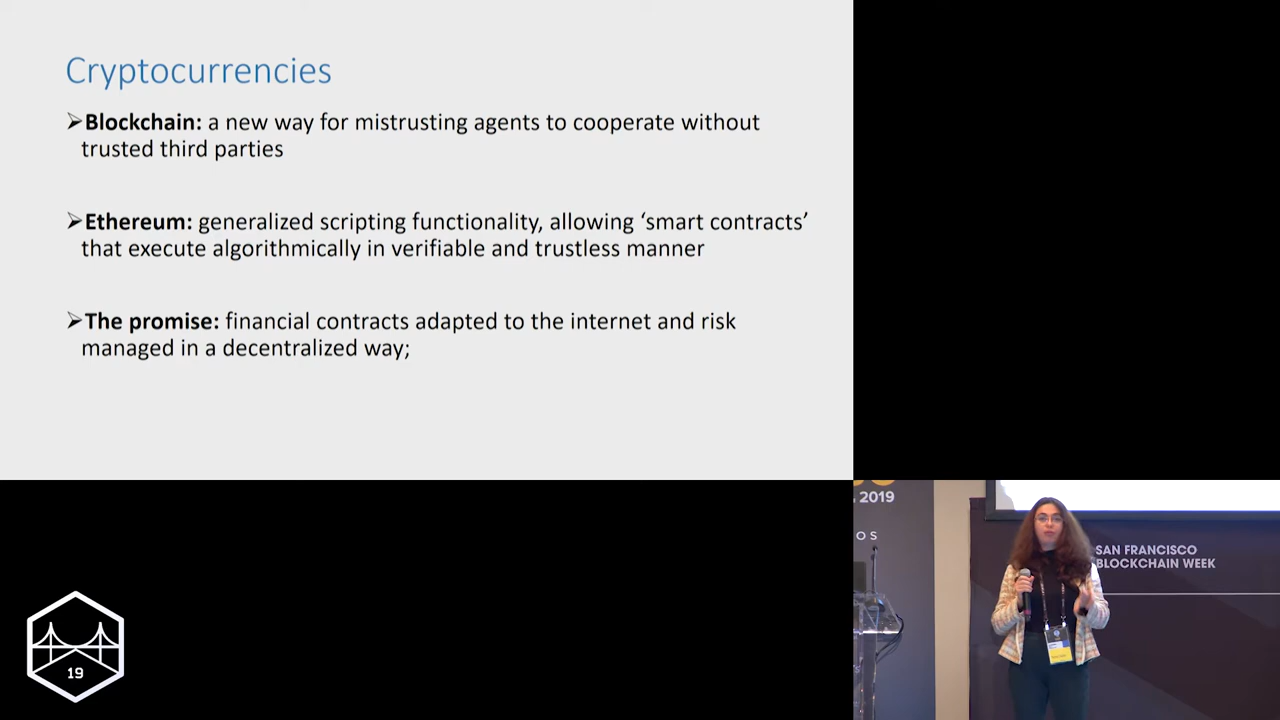 Cryptocurrencies
➢Blockchain: a new way for mistrusting agents to cooperate without
trusted third parties
➢Ethereum: generalized scripting functionality, allowing ‘smart contracts’
that execute algorithmically in verifiable and trustless manner
➢The promise: financial contracts adapted to the internet and risk
managed in a decentralized way;
2019
OS
SAN FRANCISCO
BLOCKCHAIN WEEK
19